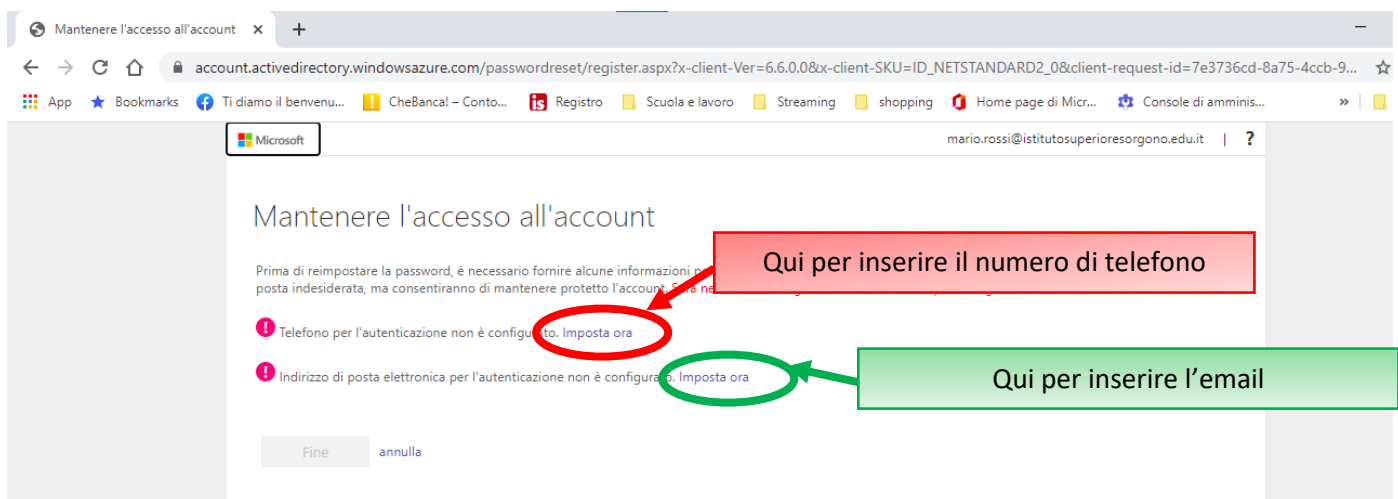 Mantenere l'accesso all'account
account.activedirectory.windowsazure.com/passwordreset/register.aspx?x-client-Ver=6.6.0.0&x-client-SKU=ID_NETSTANDARD2_0&client-request-id=7e3736cd-8a75-4ccb-9...
App Bookmarks Ti diamo il benvenu... CheBanca! – Conto... Registro Scuola e lavoro Streaming shopping Home page di Micr... Console di amminis... »
Microsoft mario.rossi@istitutosuperioresorgono.edu.it | ?
Mantenere l'accesso all'account
Qui per inserire il numero di telefono
Prima di reimpostare la password, è necessario fornire alcune informazioni
posta indesiderata, ma consentiranno di mantenere protetto l'account.
Telefono per l'autenticazione non è configurato. Imposta ora
Indirizzo di posta elettronica per l'autenticazione non è configurato. Imposta ora
Qui per inserire l’email
Fine annulla